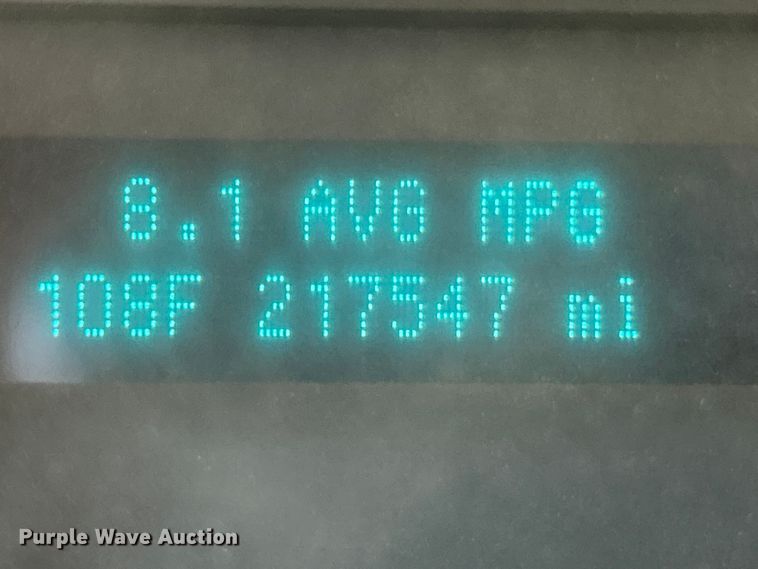 8.1 AVG MPG
108F 217547 mi
Purple Wave Auction